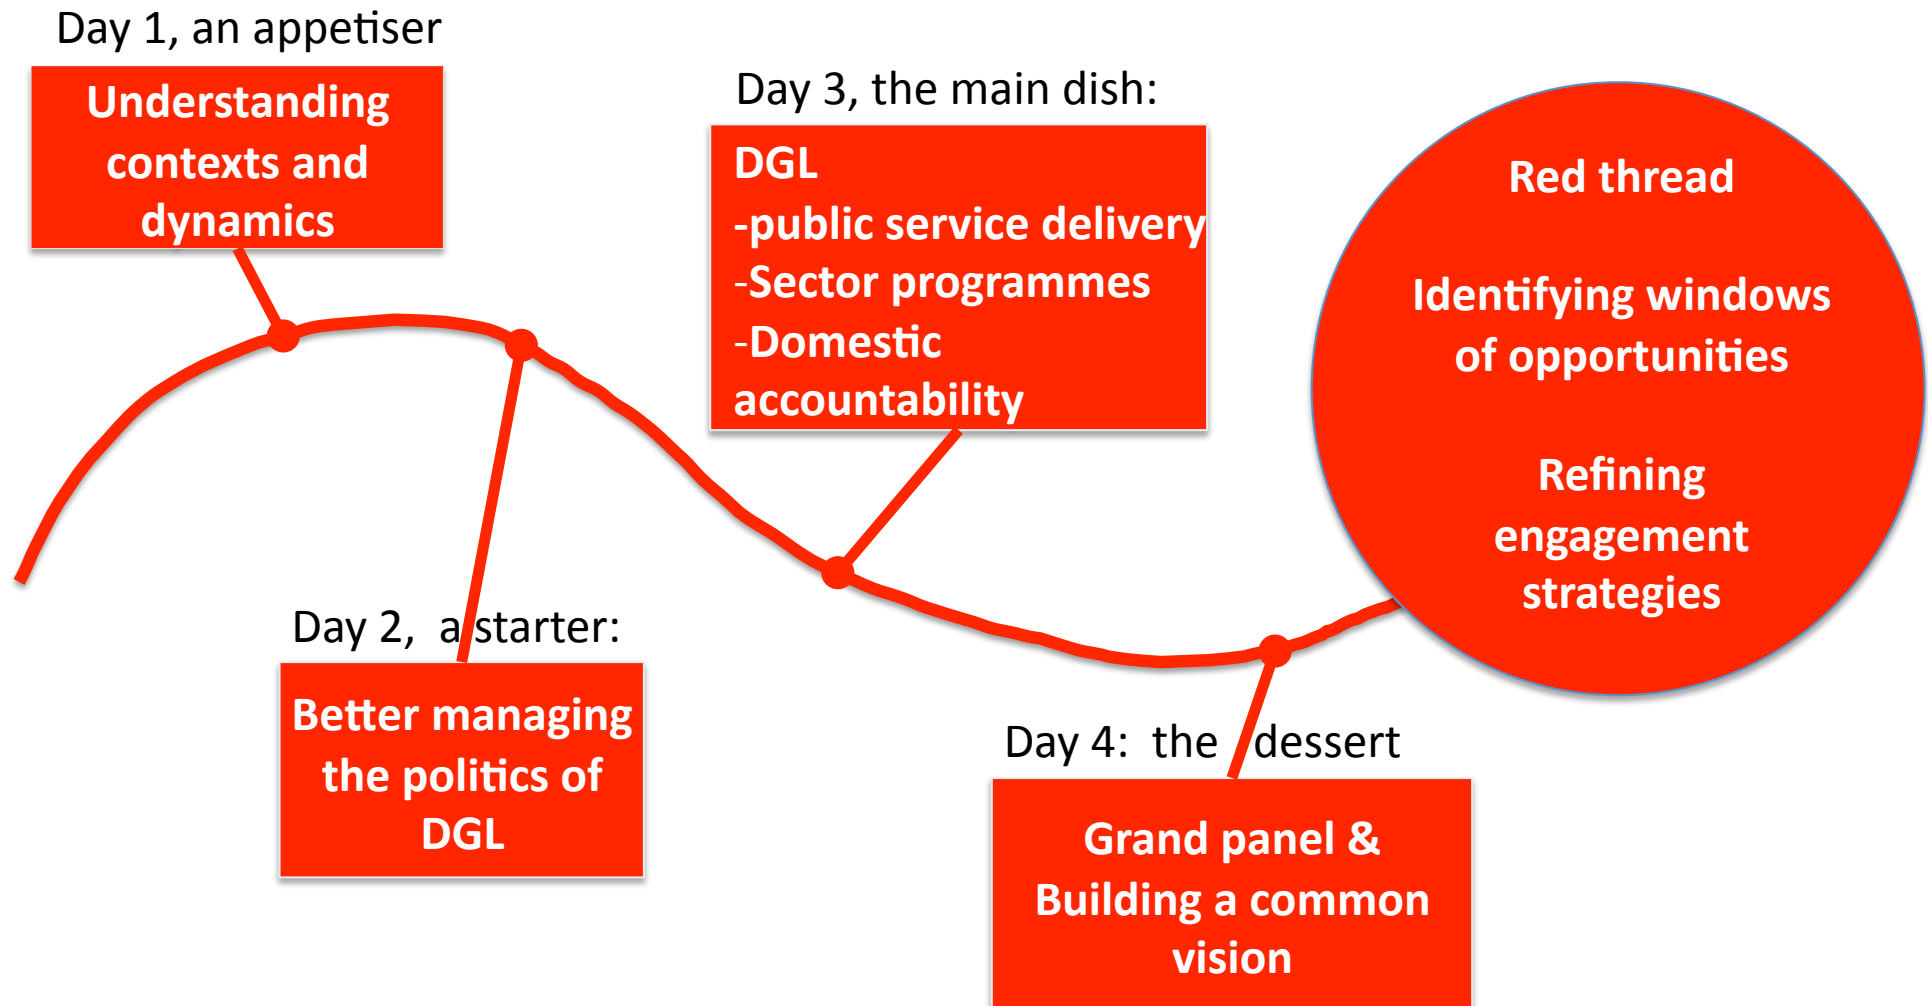 Day 1, an appetiser
Understanding
contexts and
dynamics
Day 2,  a starter:
Better managing
the politics of
DGL
Day 3, the main dish:
DGL
-public service delivery
-Sector programmes
-Domestic
accountability
Day 4:  the  dessert
Grand panel &
Building a common
vision
Red thread
Identifying windows
of opportunities
Refining
engagement
strategies